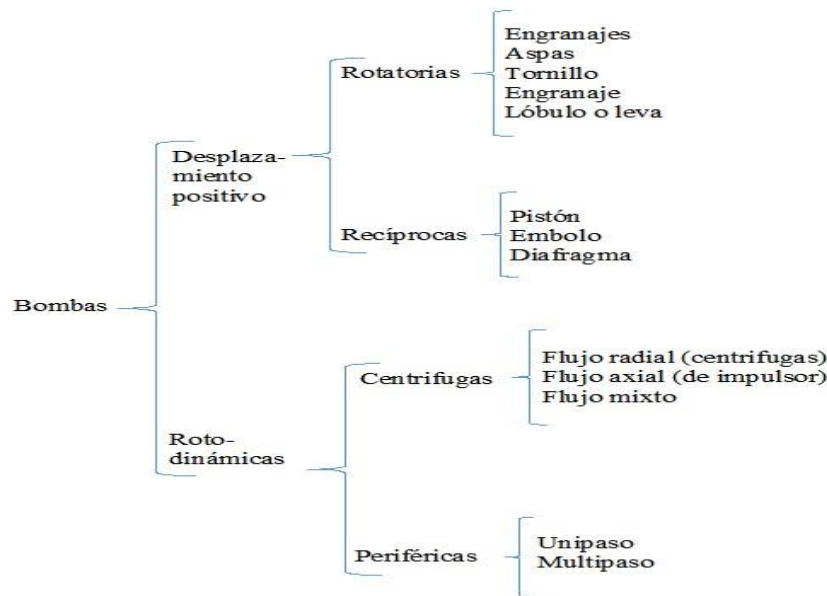 Bombas
Desplaza-
miento
positivo
Rotatorias
Engranajes
Aspas
Tornillo
Engranaje
Lóbulo o leva
Recíprocas
Pistón
Embolo
Diafragma
Roto-
dinámicas
Centrifugas
Flujo radial (centrifugas)
Flujo axial (de impulsor)
Flujo mixto
Periféricas
Unipaso
Multipaso